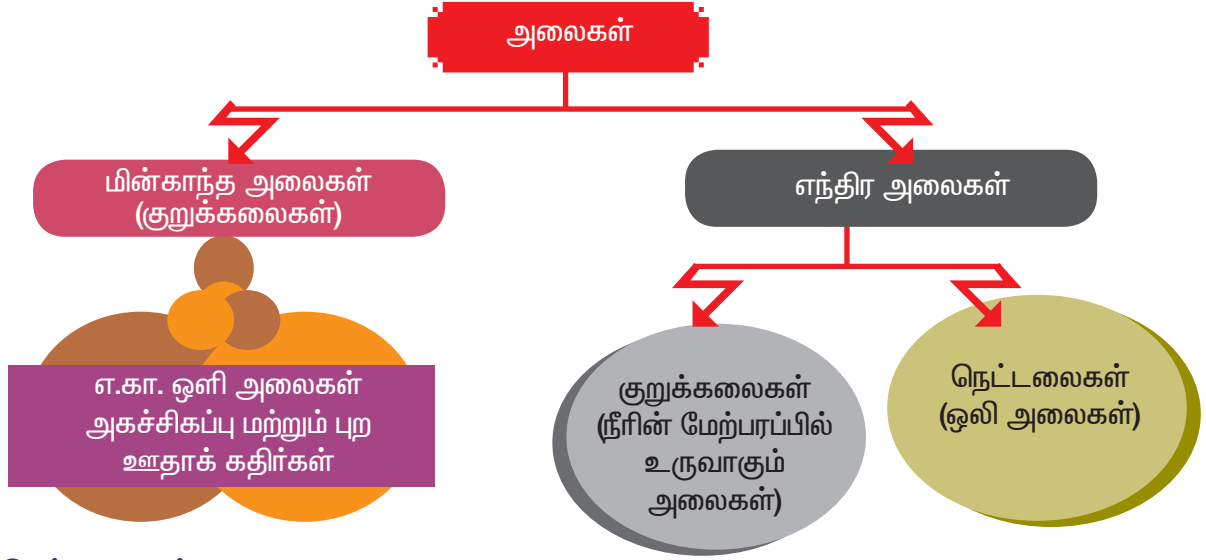 அலைகள்
மின்காந்த அலைகள்
(குறுக்கலைகள்)
எந்திர அலைகள்
எ.கா. ஒளி அலைகள்
அகச்சிகப்பு மற்றும் புற
ஊதாக் கதிர்கள்
குறுக்கலைகள்
(நீரின் மேற்பரப்பில்
உருவாகும்
அலைகள்)
நெட்டலைகள்
(ஒலி அலைகள்)